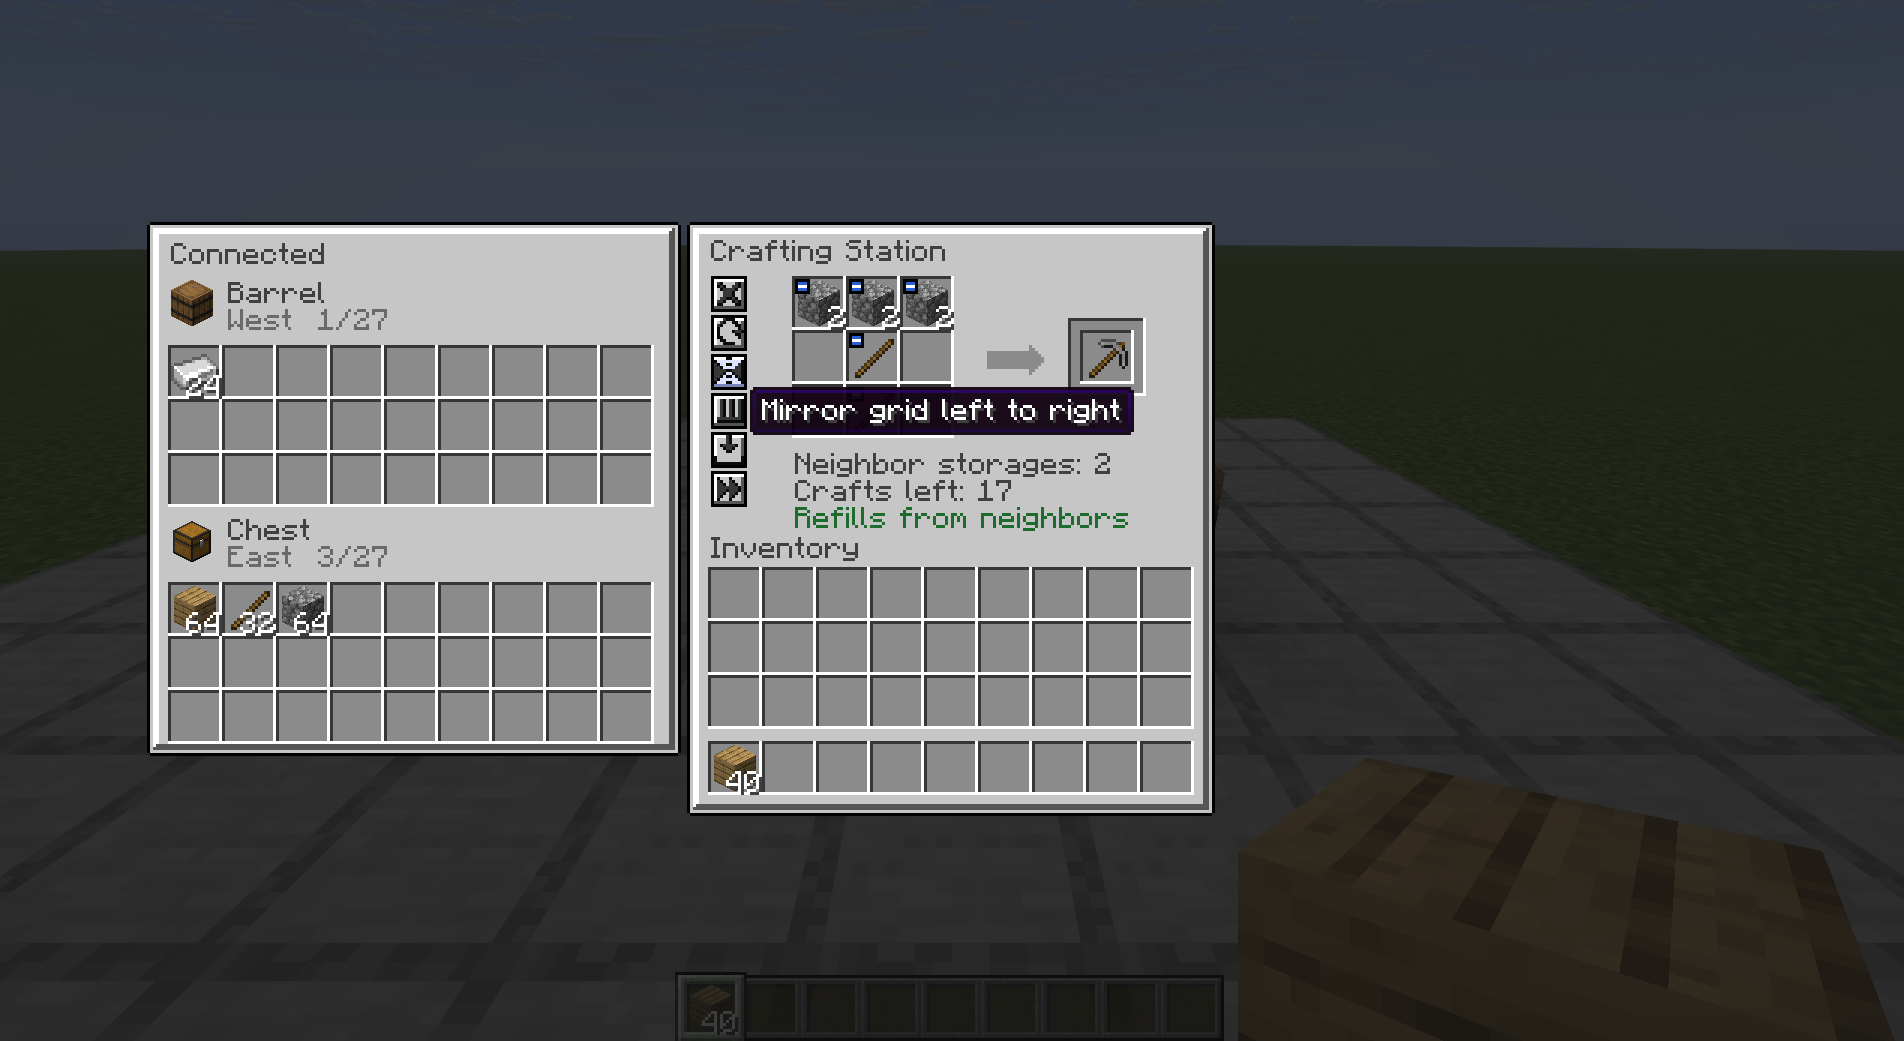 Connected
Barrel
West 1/27
24
Chest
East 3/27
64 30 64
Crafting Station
2 2 2
Mirror grid left to right
Neighbor storages: 2
Crafts left: 17
Refills from neighbors
Inventory
40
40